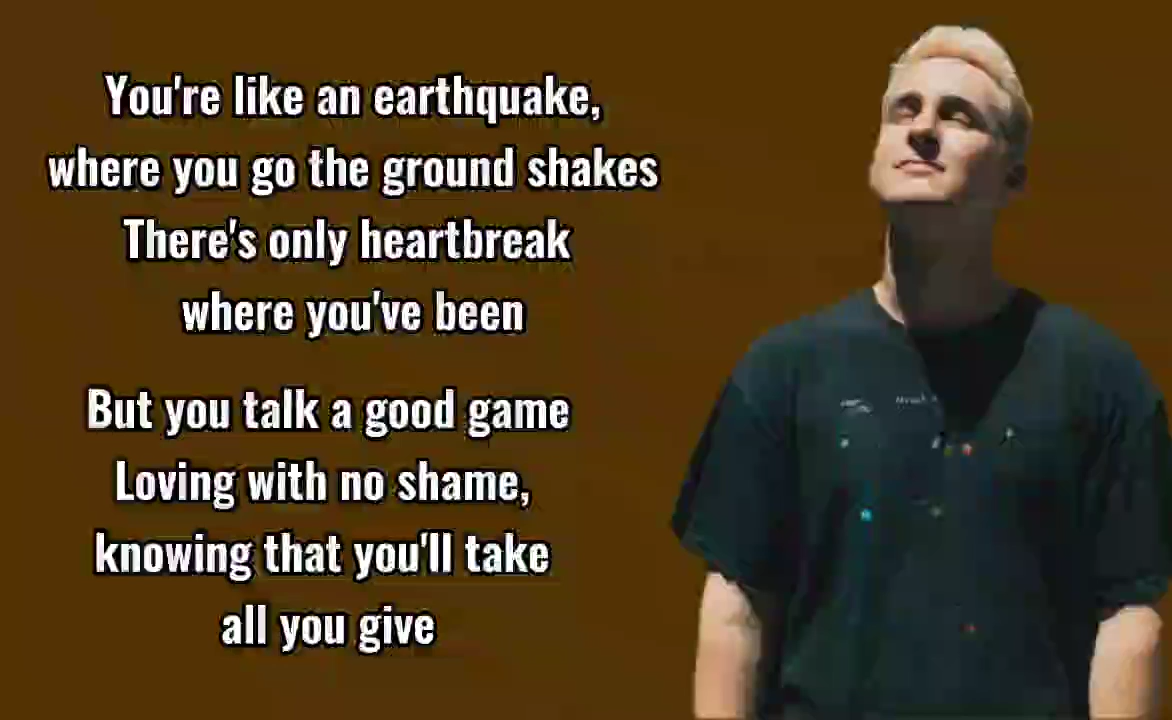 You're like an earthquake,
where you go the ground shakes
There's only heartbreak
where you've been
But you talk a good game
Loving with no shame,
knowing that you'll take
all you give